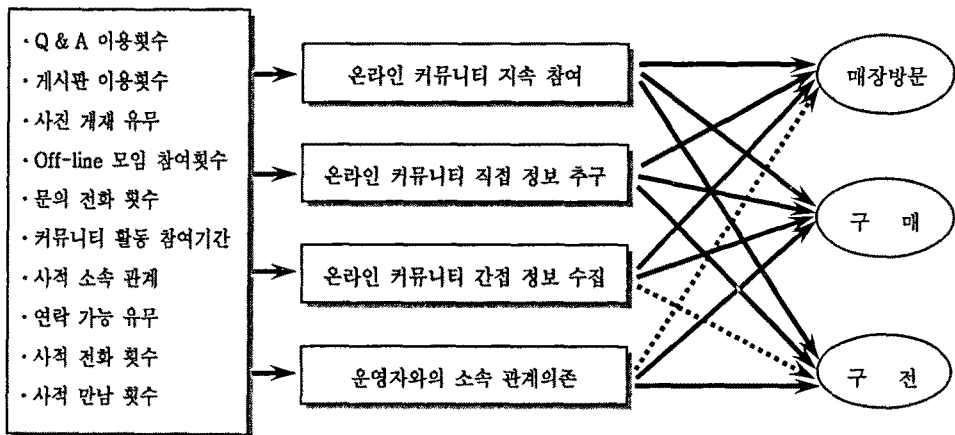 · Q & A 이용횟수
· 게시판 이용횟수
· 사진 게재 유무
· Off-line 모임 참여횟수
· 문의 전화 횟수
· 커뮤니티 활동 참여기간
· 사적 소속 관계
· 연락 가능 유무
· 사적 전화 횟수
· 사적 만남 횟수
온라인 커뮤니티 지속 참여
온라인 커뮤니티 직접 정보 추구
온라인 커뮤니티 간접 정보 수집
운영자와의 소속 관계의존
매장방문
구 매
구 전